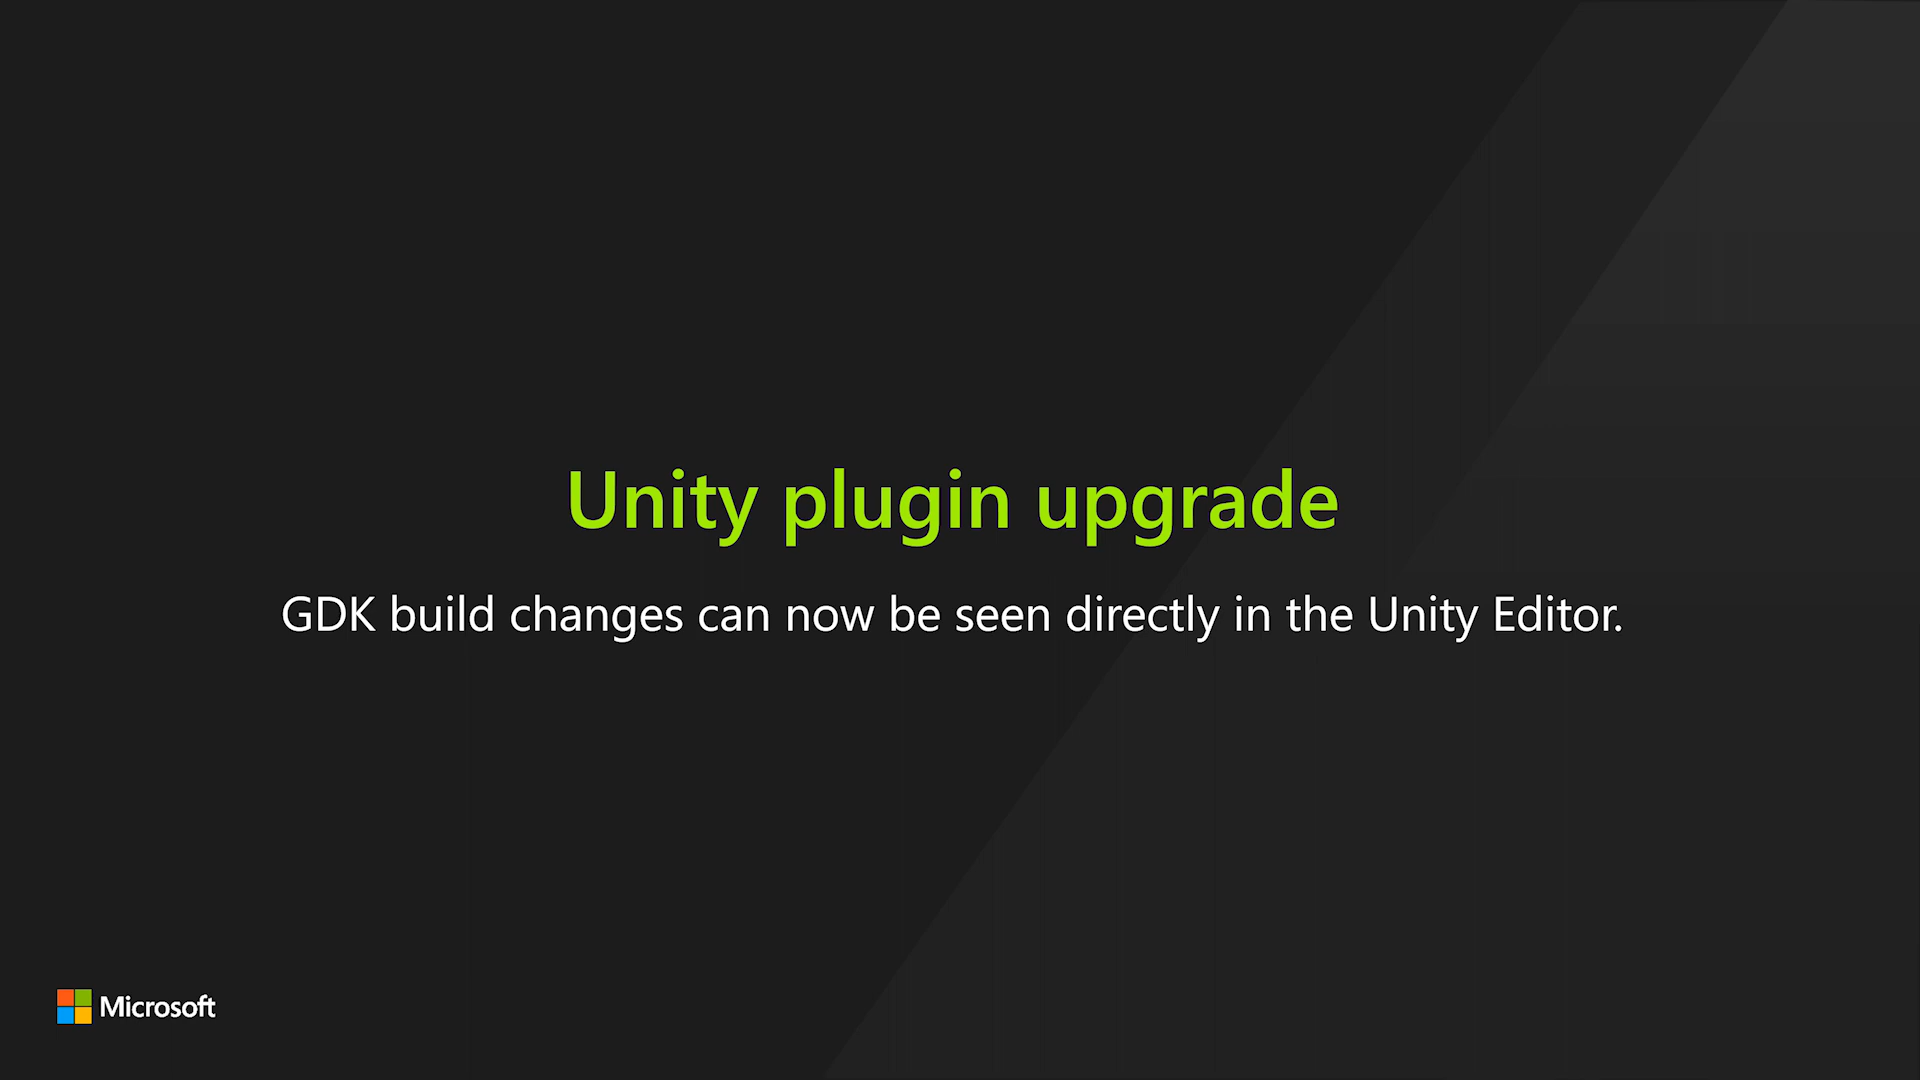 Unity plugin upgrade
GDK build changes can now be seen directly in the Unity Editor.
Microsoft